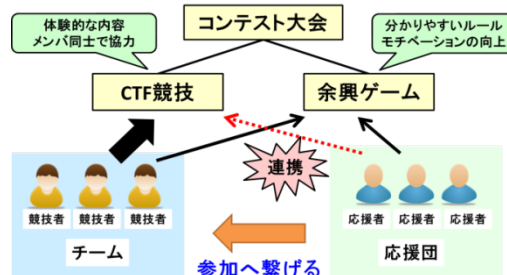 コンテスト大会
体験的な内容
メンバ同士で協力
分かりやすいルール
モチベーションの向上
CTF競技
余興ゲーム
連携
競技者 競技者 競技者
応援者 応援者 応援者
チーム
応援団
参加へ繋げる